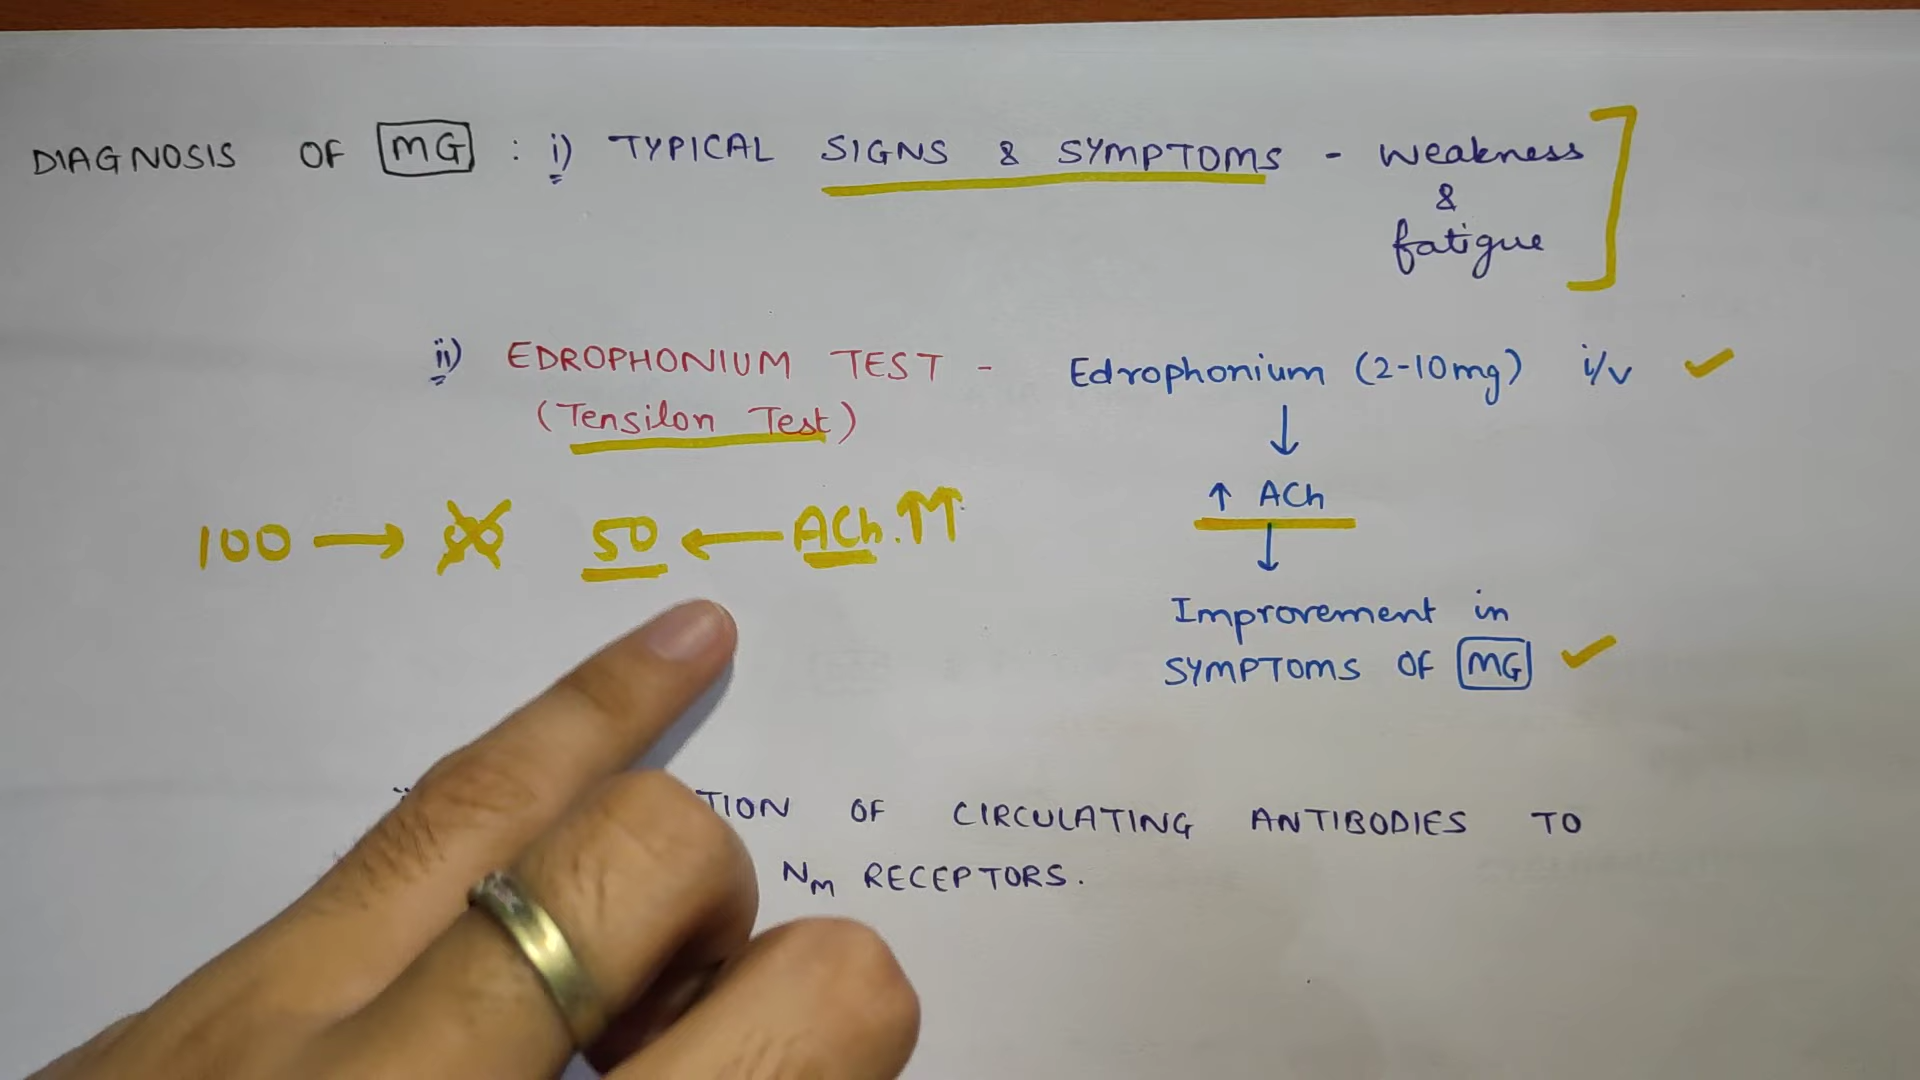 DIAGNOSIS OF MG : i) TYPICAL SIGNS & SYMPTOMS - Weakness
&
fatigue
ii) EDROPHONIUM TEST - Edrophonium (2-10mg) i/v ✓
(Tensilon Test)
↓
↑ ACh
100 → 50 ← ACh. ↑↑
↓
Improvement in
SYMPTOMS OF MG ✓
TION OF CIRCULATING ANTIBODIES TO
NM RECEPTORS.